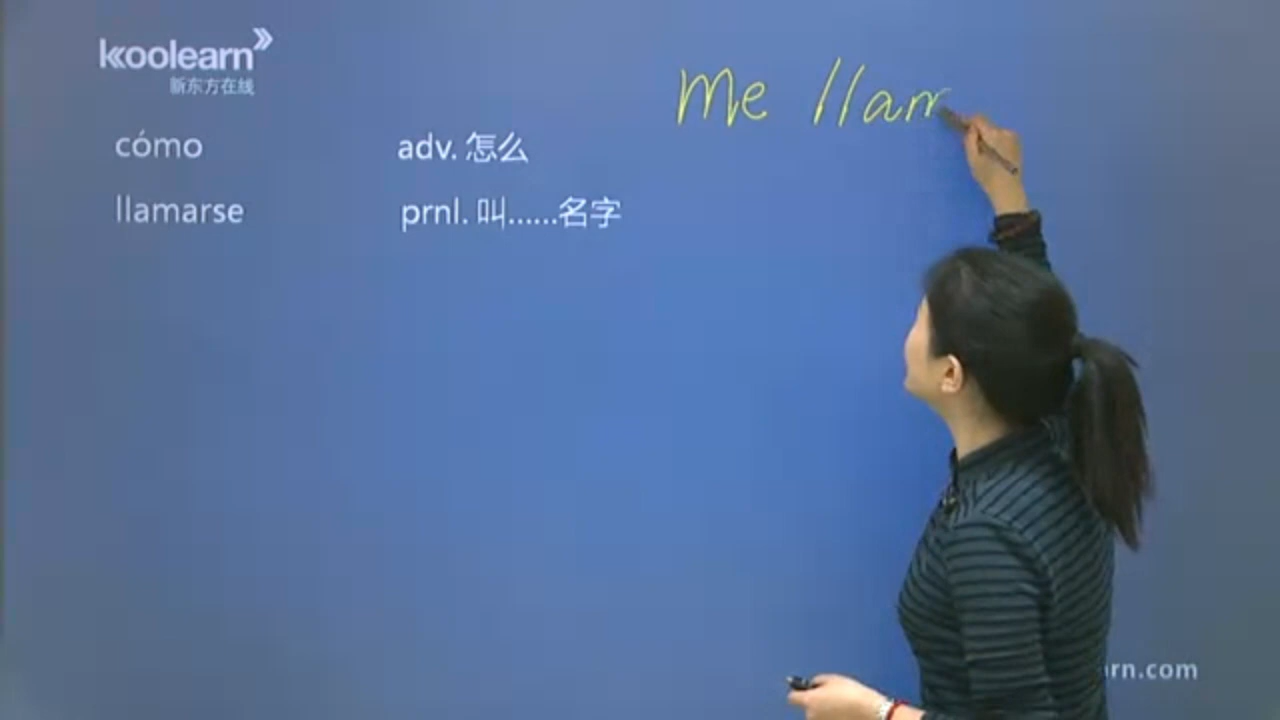 koolearn
新东方在线
me llam
cómo adv. 怎么
llamarse prnl. 叫……名字
rn.com